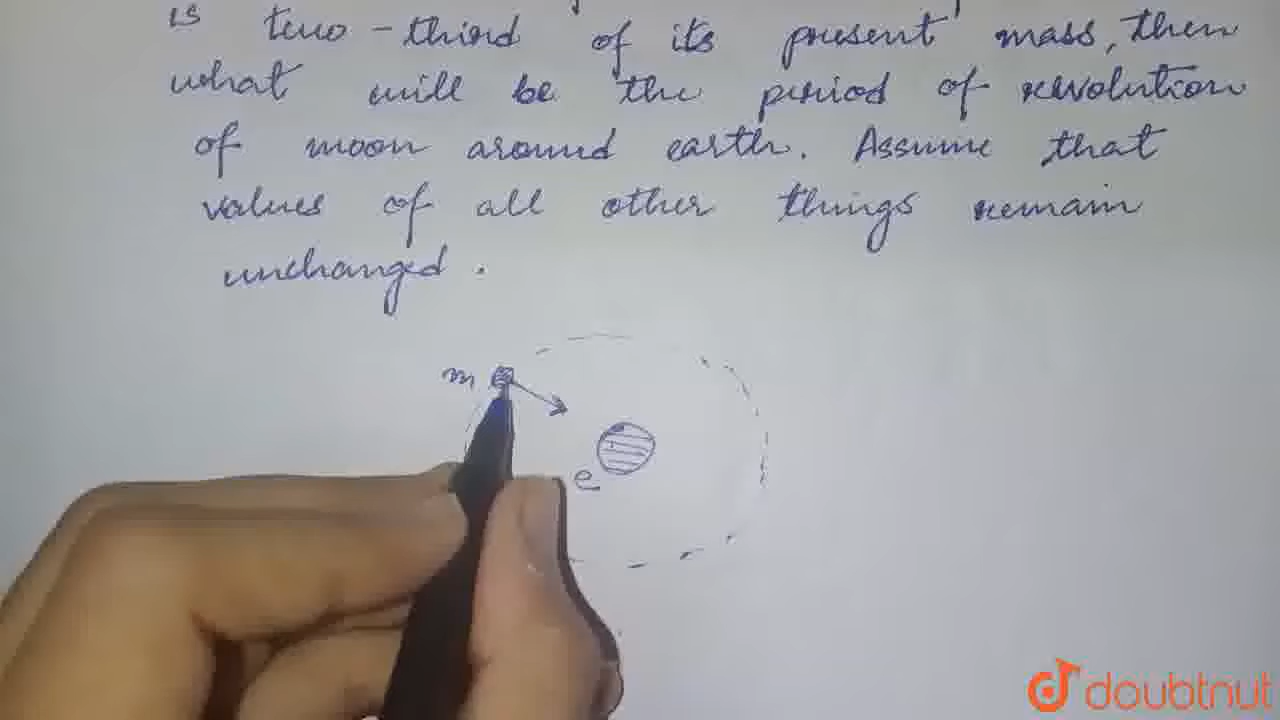 is two-third of its present mass, then
what will be the period of revolution
of moon around earth. Assume that
values of all other things remain
unchanged.
m
e
doubtnut